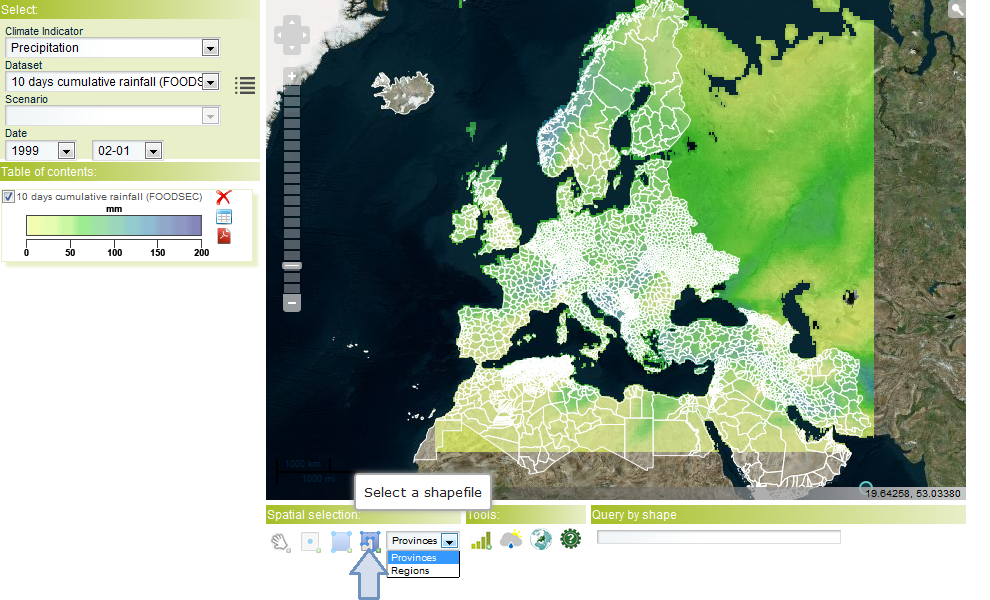 Select:
Climate Indicator
Precipitation
Dataset
10 days cumulative rainfall (FOODS
Scenario
Date
1999
02-01
Table of contents:
10 days cumulative rainfall (FOODSEC)
mm
0 50 100 150 200
1000 km
1000 mi
19.64258, 53.03380
Select a shapefile
Spatial selection:
Tools:
Query by shape
Provinces
Provinces
Regions